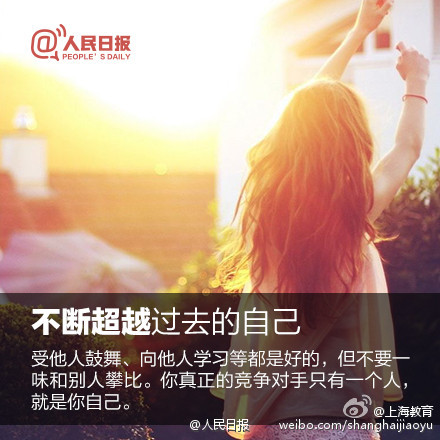 @人民日报
PEOPLE'S DAILY
不断超越过去的自己
受他人鼓舞、向他人学习等都是好的，但不要一
味和别人攀比。你真正的竞争对手只有一个人，
就是你自己。
@人民日报
@上海教育
weibo.com/shanghaijiaoyu